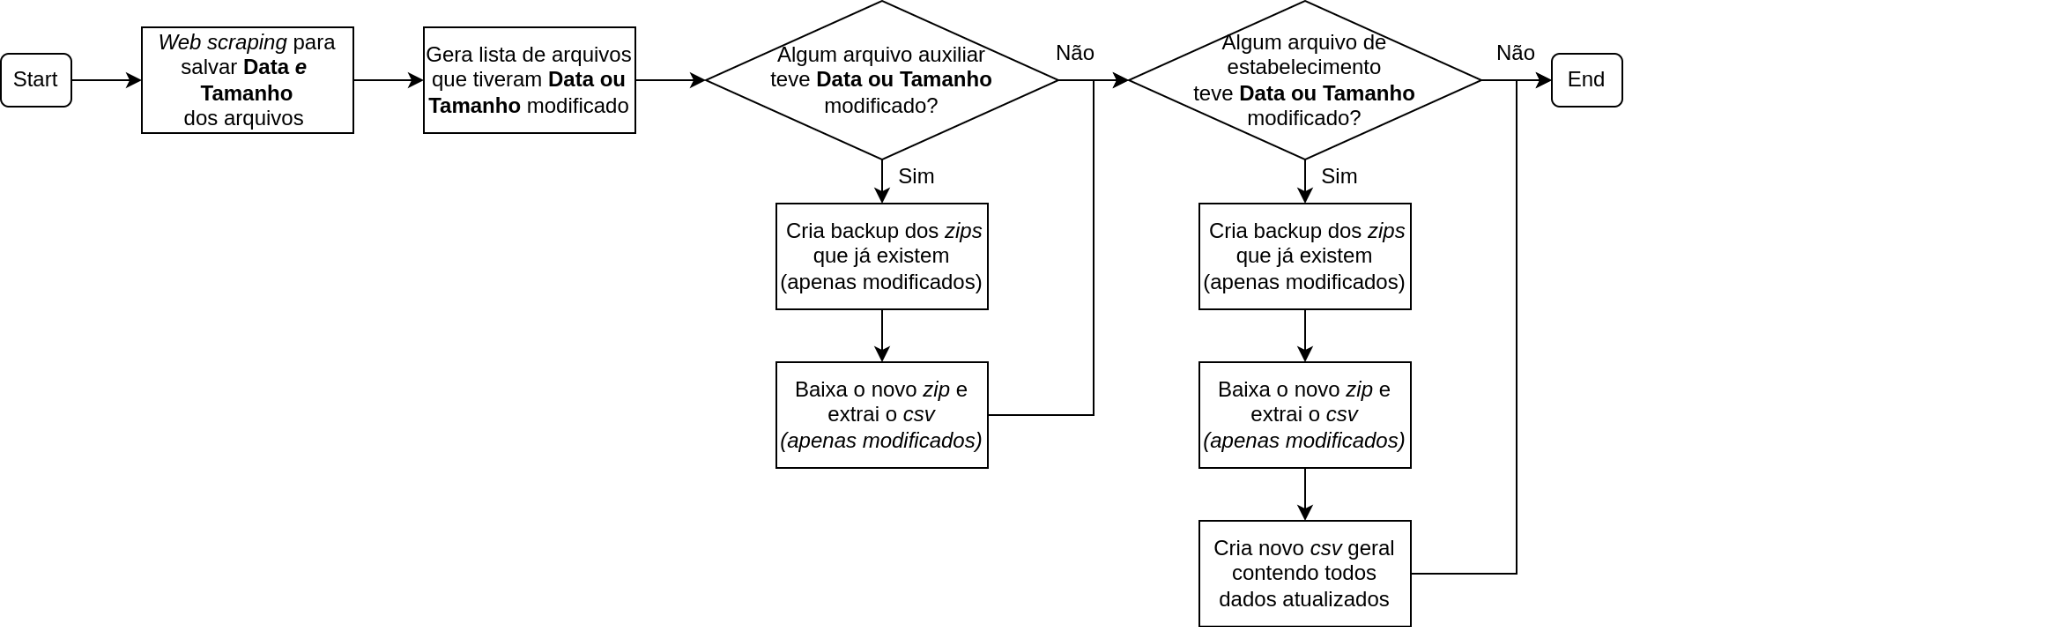 Start
Web scraping para
salvar Data e
Tamanho
dos arquivos
Gera lista de arquivos
que tiveram Data ou
Tamanho modificado
Algum arquivo auxiliar
teve Data ou Tamanho
modificado?
Não
Sim
Cria backup dos zips
que já existem
(apenas modificados)
Baixa o novo zip e
extrai o csv
(apenas modificados)
Algum arquivo de
estabelecimento
teve Data ou Tamanho
modificado?
Não
Sim
Cria backup dos zips
que já existem
(apenas modificados)
Baixa o novo zip e
extrai o csv
(apenas modificados)
Cria novo csv geral
contendo todos
dados atualizados
End